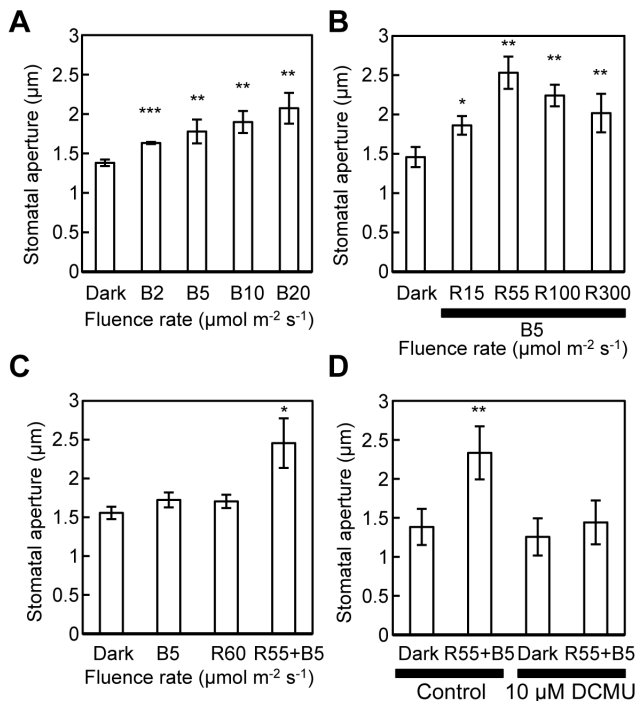 A
Stomatal aperture (µm)
3
2.5
2
1.5
1
0.5
0
***
**
**
**
Dark B2 B5 B10 B20
Fluence rate (µmol m⁻² s⁻¹)
B
Stomatal aperture (µm)
3
2.5
2
1.5
1
0.5
0
*
**
**
**
Dark R15 R55 R100 R300
B5
Fluence rate (µmol m⁻² s⁻¹)
C
Stomatal aperture (µm)
3
2.5
2
1.5
1
0.5
0
*
Dark B5 R60 R55+B5
Fluence rate (µmol m⁻² s⁻¹)
D
Stomatal aperture (µm)
3
2.5
2
1.5
1
0.5
0
**
Dark R55+B5 Dark R55+B5
Control 10 µM DCMU